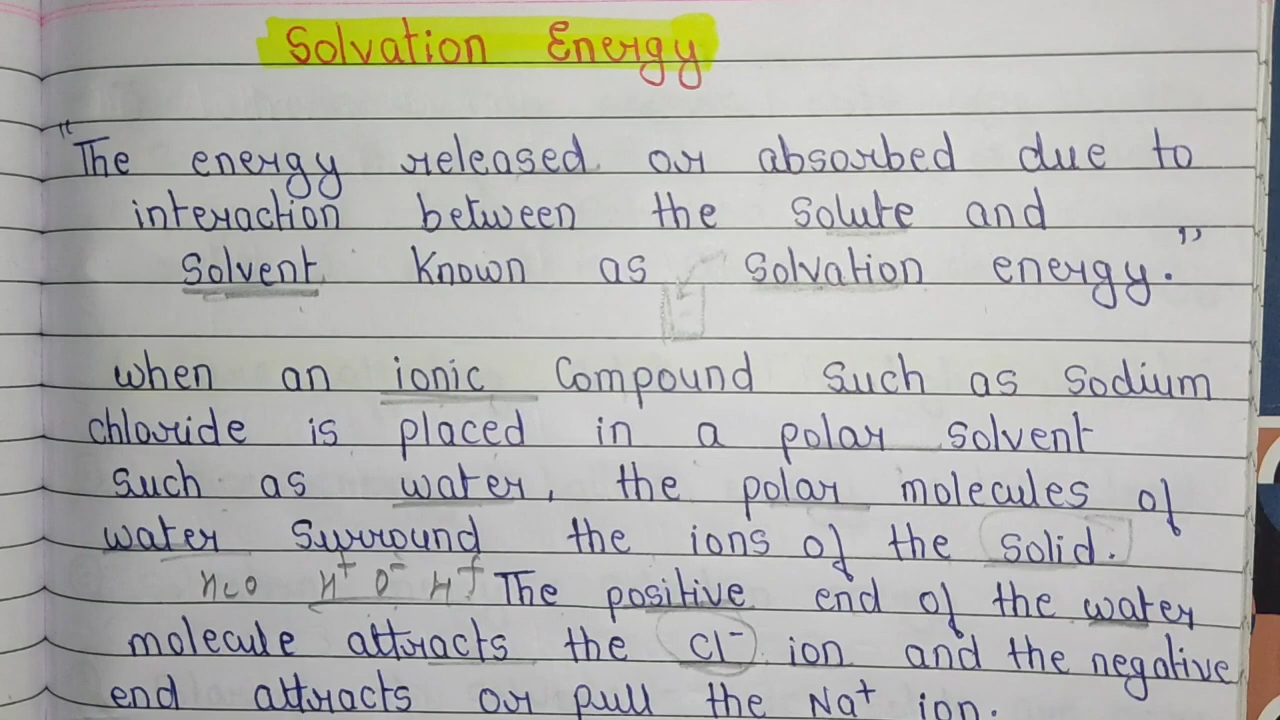 Solvation Energy
"The energy released or absorbed due to
interaction between the solute and
solvent known as solvation energy."
when an ionic compound such as sodium
chloride is placed in a polar solvent
such as water, the polar molecules of
water surround the ions of the solid.
H⁺ O⁻ H⁺ The positive end of the water
molecule attracts the Cl⁻ ion and the negative
end attracts or pull the Na⁺ ion.